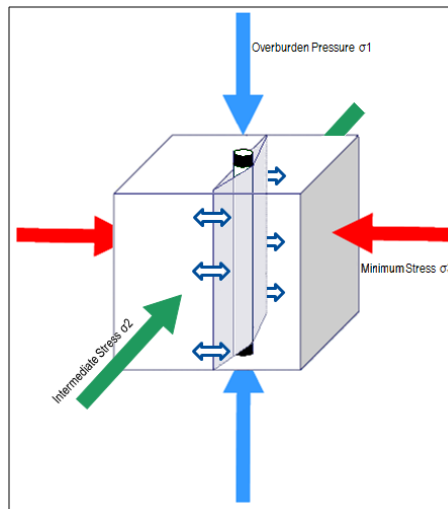 Overburden Pressure σ1
Minimum Stress σ
Intermediate Stress σ2